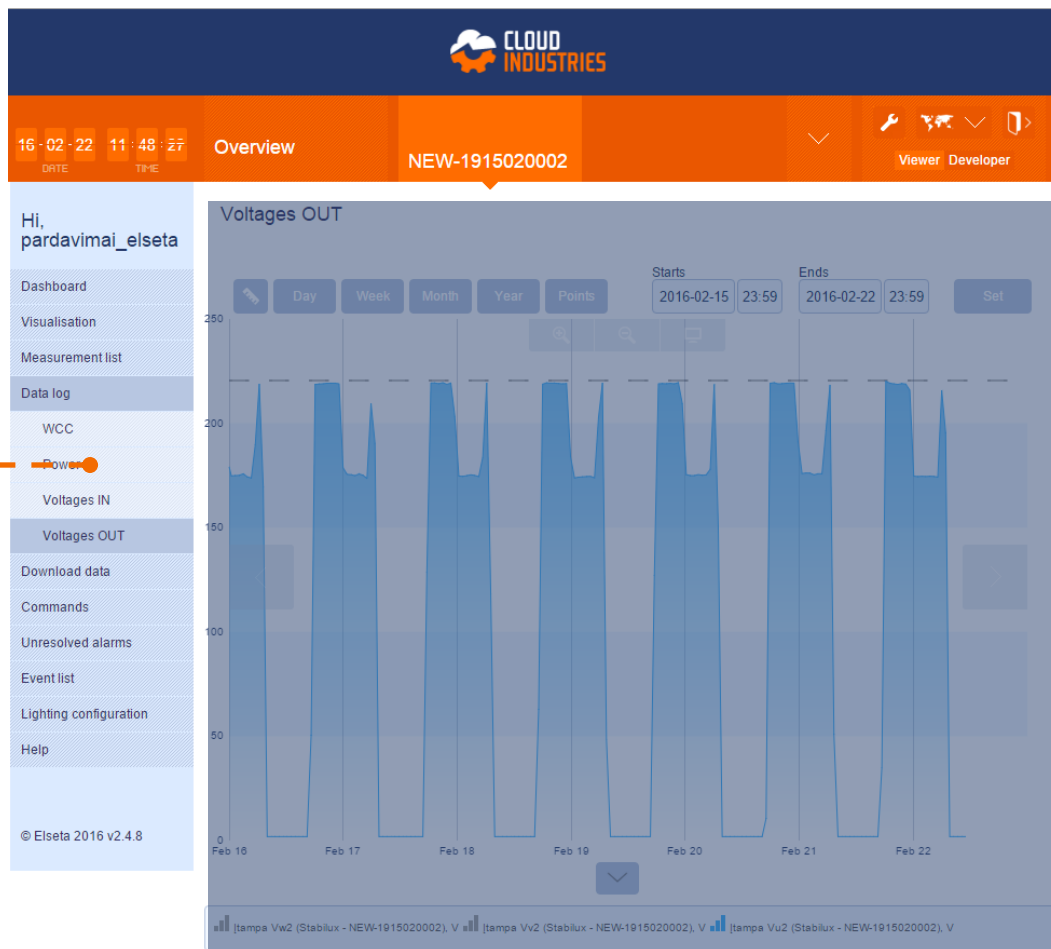 CLOUD
INDUSTRIES
16-02-22 11:48:27
DATE TIME
Overview
NEW-1915020002
Viewer Developer
Hi,
pardavimai_elseta
Dashboard
Visualisation
Measurement list
Data log
WCC
Power
Voltages IN
Voltages OUT
Download data
Commands
Unresolved alarms
Event list
Lighting configuration
Help
© Elseta 2016 v2.4.8
Voltages OUT
Starts Ends
Day Week Month Year Points 2016-02-15 23:59 2016-02-22 23:59 Set
250
200
150
100
50
0
Feb 16 Feb 17 Feb 18 Feb 19 Feb 20 Feb 21 Feb 22
Įtampa Vw2 (Stabilux - NEW-1915020002), V Įtampa Vv2 (Stabilux - NEW-1915020002), V Įtampa Vu2 (Stabilux - NEW-1915020002), V